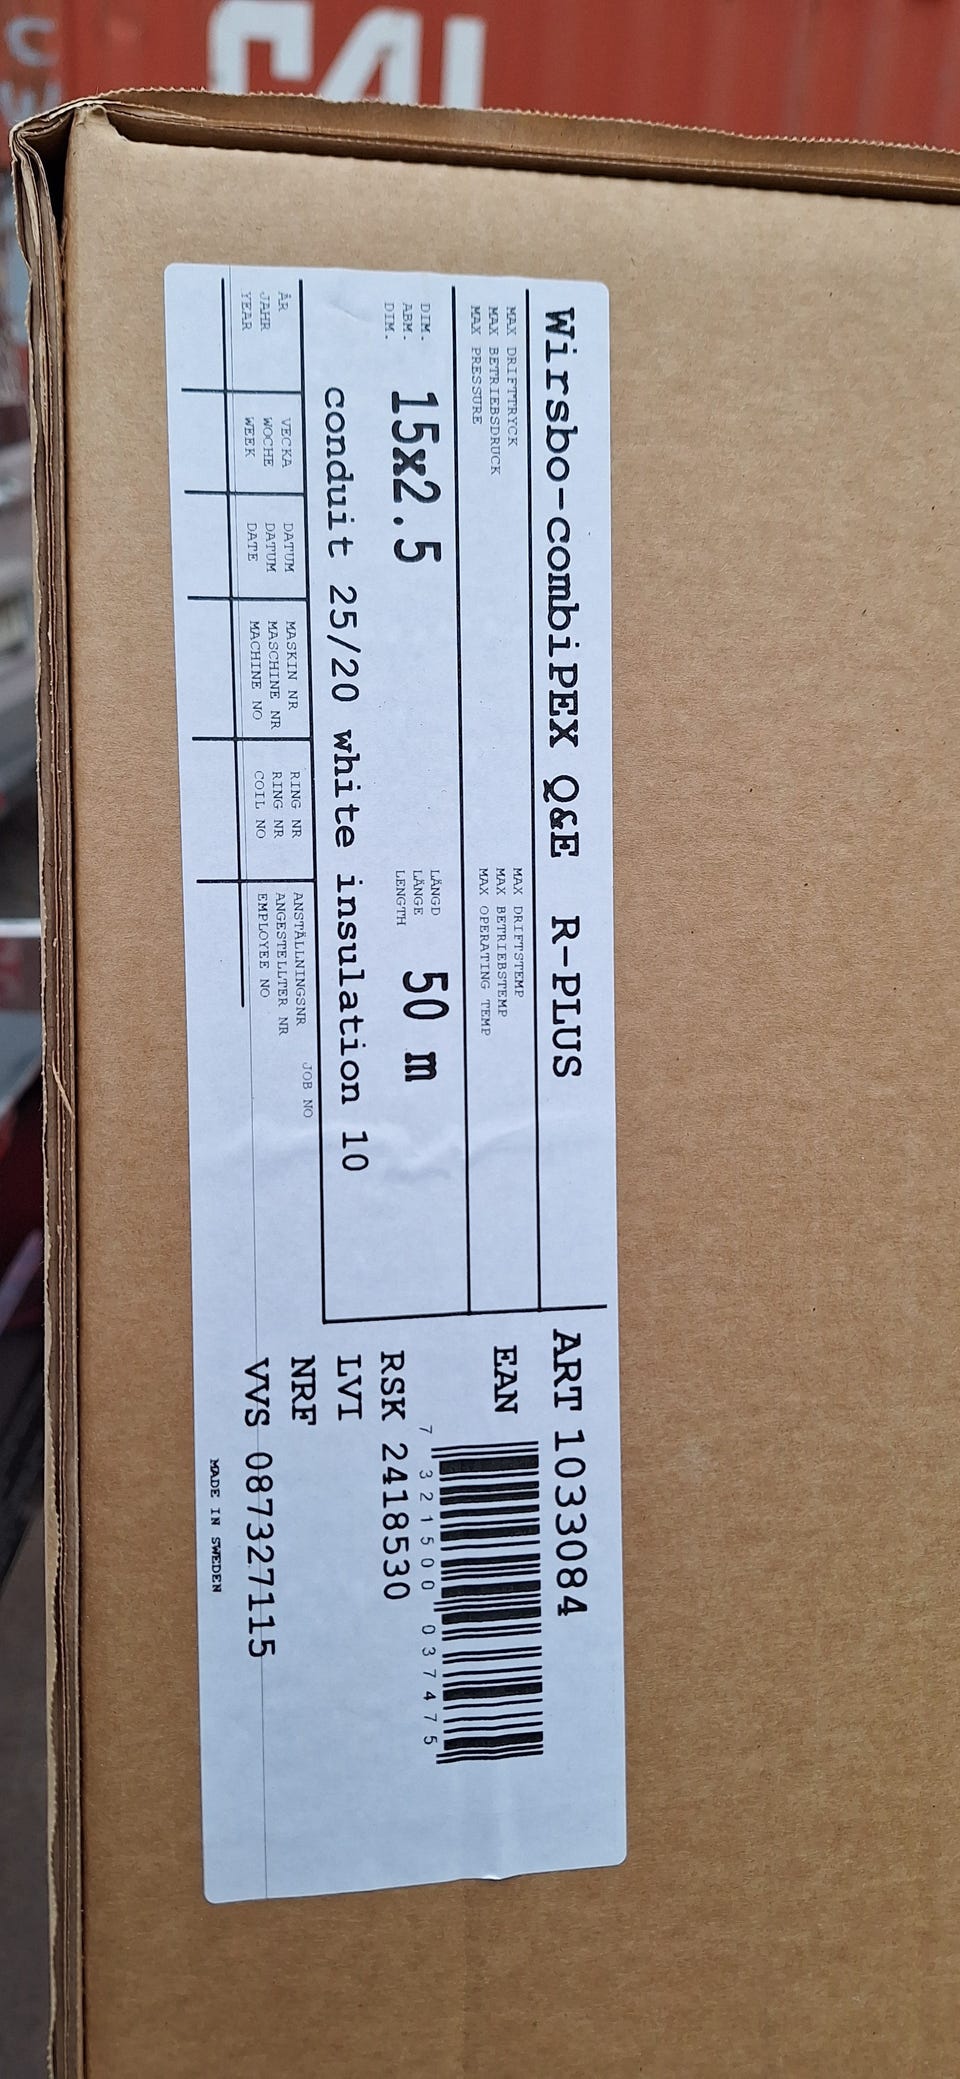 Wirsbo-combiPEX Q&E R-PLUS
ART 1033084
MAX DRIFTTRYCK
MAX BETRIEBSDRUCK
MAX PRESSURE
MAX DRIFTSTEMP
MAX BETRIEBSTEMP
MAX OPERATING TEMP
EAN
7 321500 037475
DIM.
ABM.
DIM.
15x2.5
LÄNGD
LÄNGE
LENGTH
50 m
conduit 25/20 white insulation 10
RSK 2418530
LVI
NRF
VVS 087327115
ÅR
JAHR
YEAR
VECKA
WOCHE
WEEK
DATUM
DATUM
DATE
MASKIN NR
MASCHINE NR
MACHINE NO
RING NR
RING NR
COIL NO
ANSTÄLLNINGSNR
ANGESTELLTER NR
EMPLOYEE NO
JOB NO
MADE IN SWEDEN